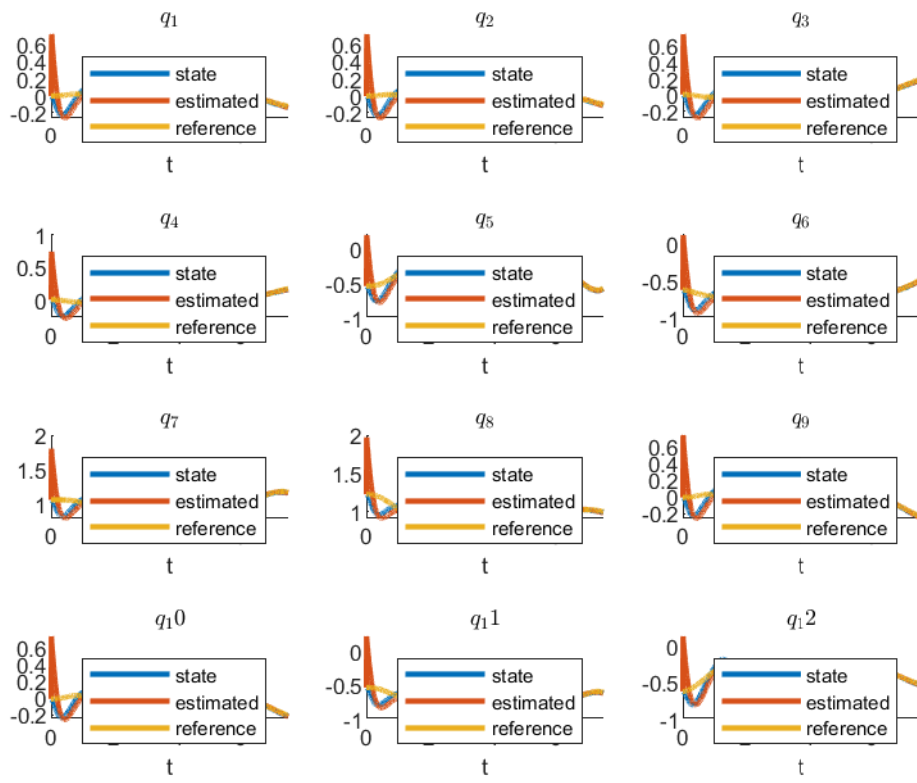 q1 q2 q3
0.6 0.6 0.6
0.4 state 0.4 state 0.4 state
0.2 0.2 0.2
0 estimated 0 estimated 0 estimated
-0.2 reference -0.2 reference -0.2 reference
0 0 0
t t t
q4 q5 q6
1 0 0
0.5 state -0.5 state -0.5 state
0 estimated estimated estimated
reference -1 reference -1 reference
0 0 0
t t t
q7 q8 q9
2 2 0.6
1.5 state 1.5 state 0.4 state
0.2
1 estimated 1 estimated 0 estimated
reference reference -0.2 reference
0 0 0
t t t
q10 q11 q12
0.6 0 0
0.4 state state state
0.2 -0.5 -0.5
0 estimated estimated estimated
-0.2 reference -1 reference -1 reference
0 0 0
t t t